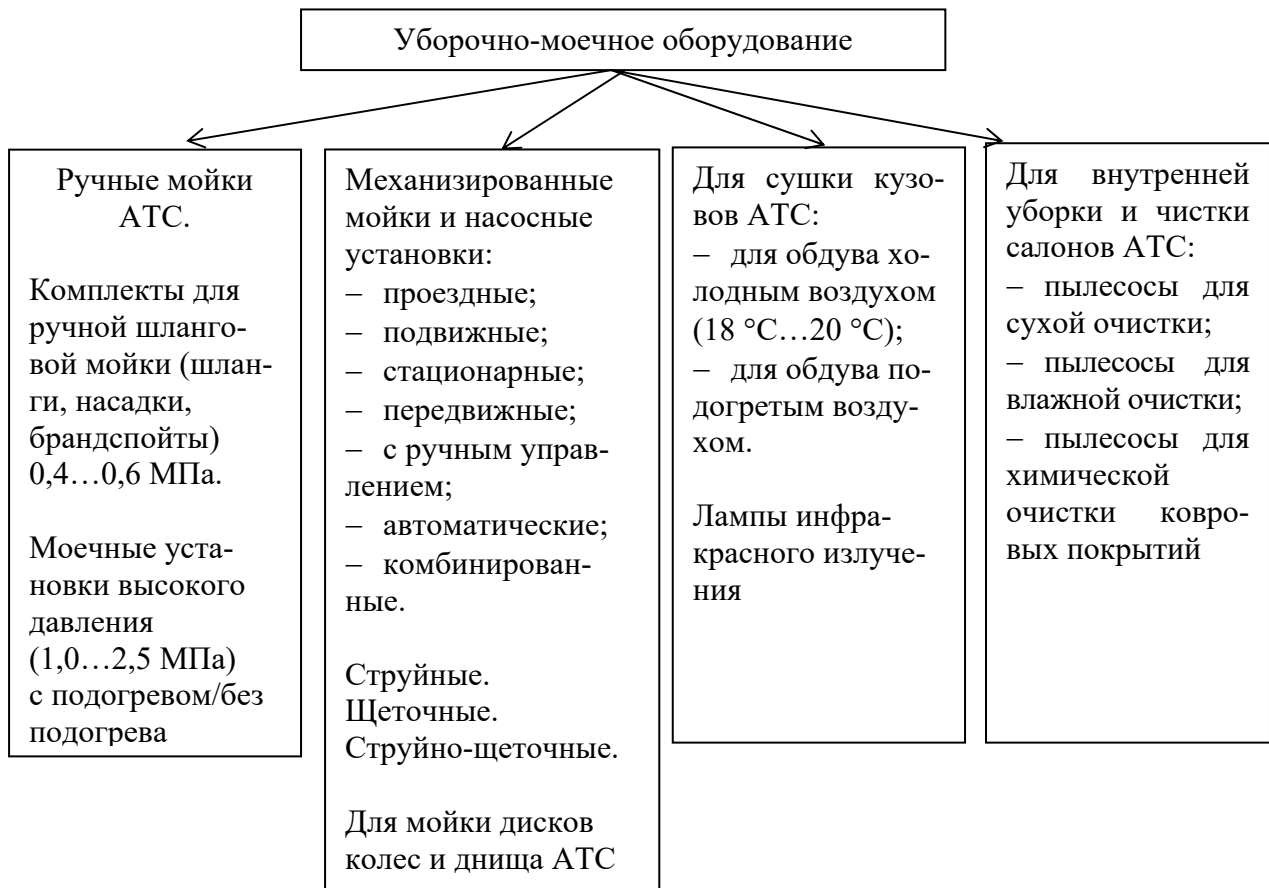 Уборочно-моечное оборудование
Ручные мойки
АТС.
Комплекты для
ручной шланго-
вой мойки (шлан-
ги, насадки,
брандспойты)
0,4…0,6 МПа.
Моечные уста-
новки высокого
давления
(1,0…2,5 МПа)
с подогревом/без
подогрева
Механизированные
мойки и насосные
установки:
– проездные;
– подвижные;
– стационарные;
– передвижные;
– с ручным управ-
лением;
– автоматические;
– комбинирован-
ные.
Струйные.
Щеточные.
Струйно-щеточные.
Для мойки дисков
колес и днища АТС
Для сушки кузо-
вов АТС:
– для обдува хо-
лодным воздухом
(18 °С…20 °С);
– для обдува по-
догретым возду-
хом.
Лампы инфра-
красного излуче-
ния
Для внутренней
уборки и чистки
салонов АТС:
– пылесосы для
сухой очистки;
– пылесосы для
влажной очистки;
– пылесосы для
химической
очистки ковро-
вых покрытий